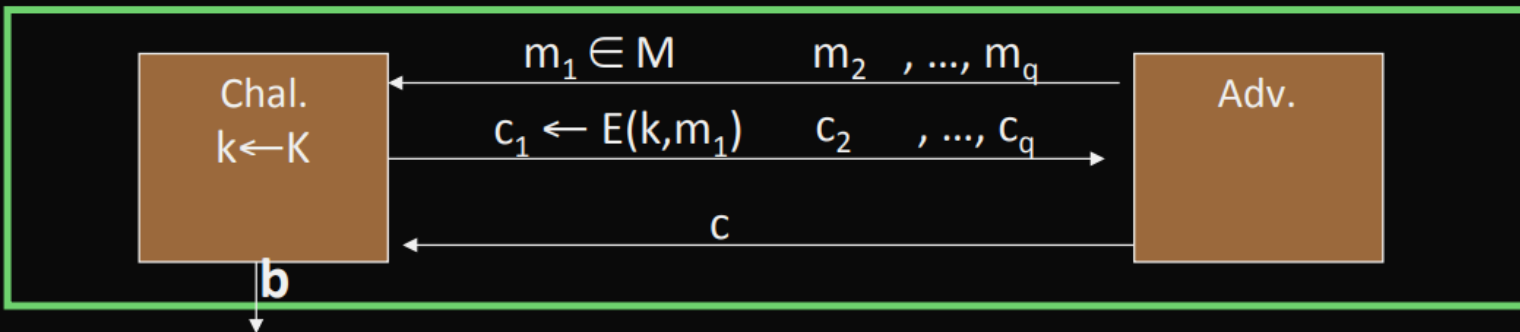 m₁ ∈ M m₂ , ..., m_q
Chal.
Adv.
k←K
c₁ ← E(k,m₁) c₂ , ..., c_q
c
b